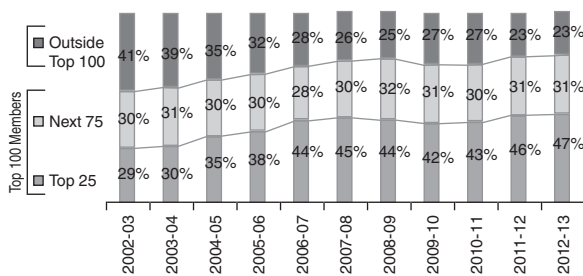 Outside
Top 100
41% 39% 35% 32% 28% 26% 25% 27% 27% 23% 23%
Top 100 Members
Next 75
30% 31% 30% 30% 28% 30% 32% 31% 30% 31% 31%
Top 25
29% 30% 35% 38% 44% 45% 44% 42% 43% 46% 47%
2002-03 2003-04 2004-05 2005-06 2006-07 2007-08 2008-09 2009-10 2010-11 2011-12 2012-13